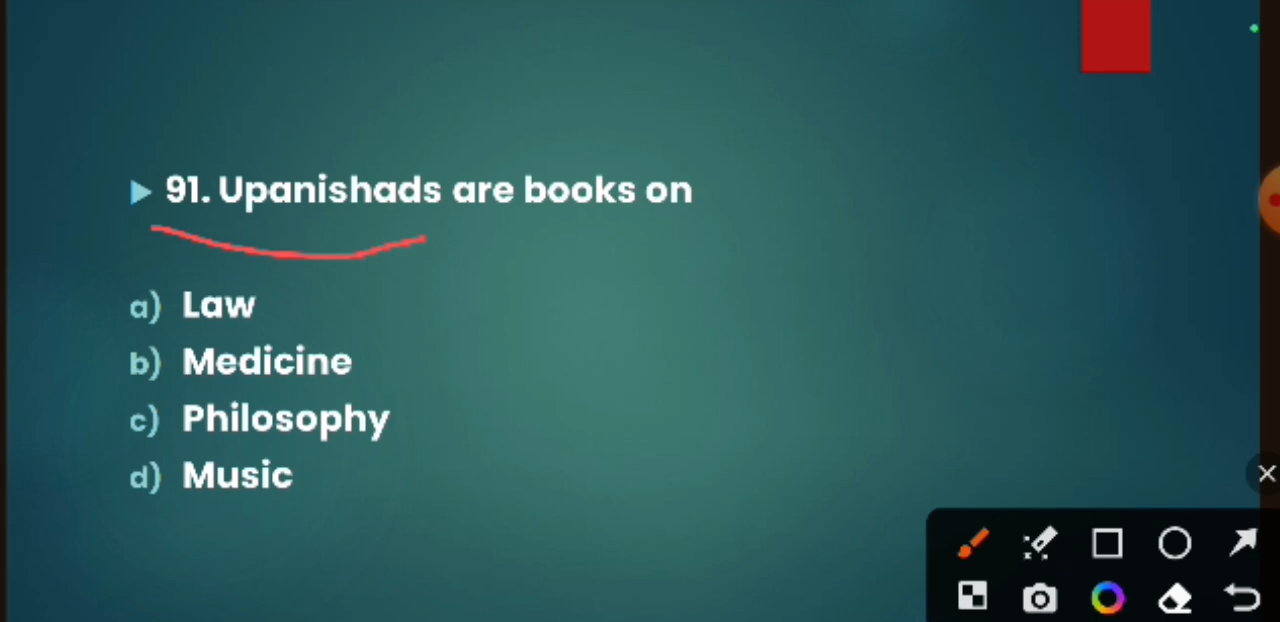 91. Upanishads are books on
a) Law
b) Medicine
c) Philosophy
d) Music